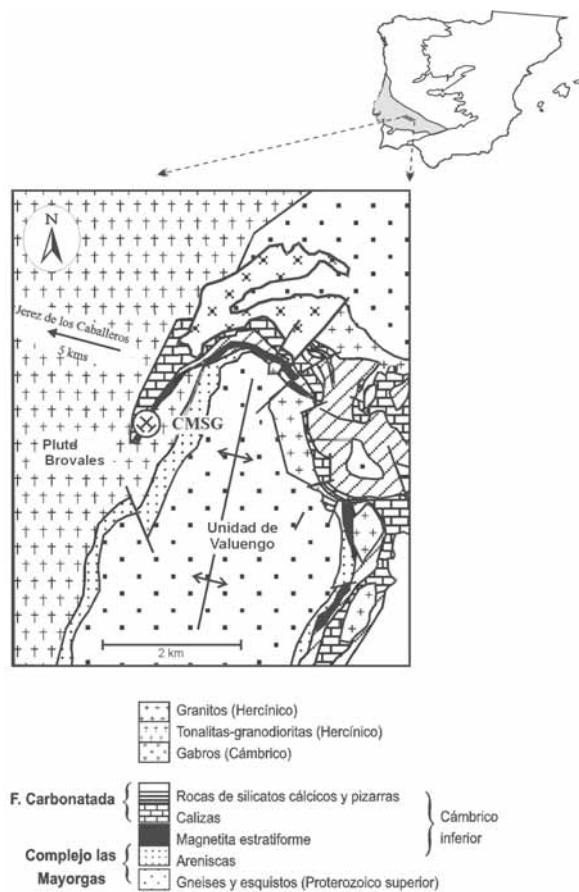 N
Jerez de los Caballeros
5 kms
CMSG
Pluto
Brovales
Unidad de
Valuengo
2 km
Granitos (Hercínico)
Tonalitas-granodioritas (Hercínico)
Gabros (Cámbrico)
F. Carbonatada
Rocas de silicatos cálcicos y pizarras
Calizas
Magnetita estratiforme
Cámbrico
inferior
Complejo las
Mayorgas
Areniscas
Gneises y esquistos (Proterozoico superior)